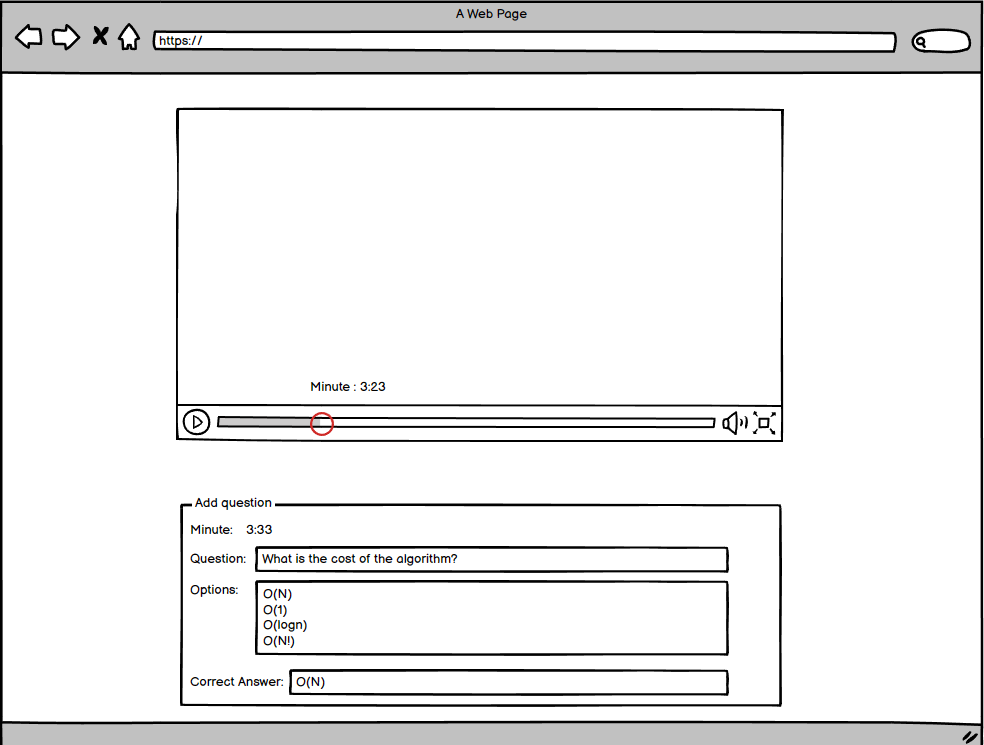 A Web Page
https://
Minute : 3:23
Add question
Minute: 3:33
Question: What is the cost of the algorithm?
Options:
O(N)
O(1)
O(logn)
O(N!)
Correct Answer: O(N)